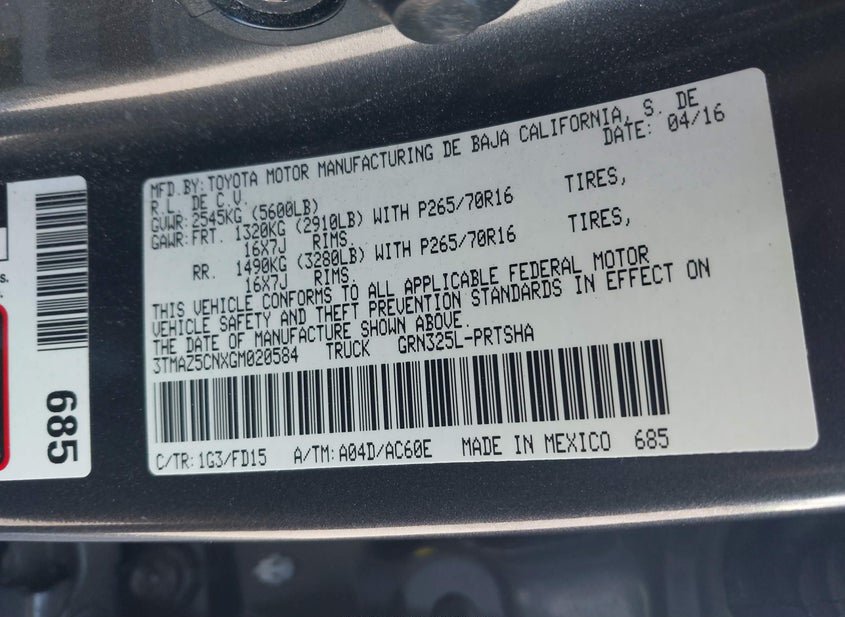 MFD.BY:TOYOTA MOTOR MANUFACTURING DE BAJA CALIFORNIA, S. DE
R.L. DE C.V. DATE: 04/16
GVWR:2545KG (5600LB)
GAWR:FRT. 1320KG (2910LB) WITH P265/70R16 TIRES,
16X7J RIMS.
RR. 1490KG (3280LB) WITH P265/70R16 TIRES,
16X7J RIMS.
THIS VEHICLE CONFORMS TO ALL APPLICABLE FEDERAL MOTOR
VEHICLE SAFETY AND THEFT PREVENTION STANDARDS IN EFFECT ON
THE DATE OF MANUFACTURE SHOWN ABOVE.
3TMAZ5CNXGM020584 TRUCK GRN325L-PRTSHA
C/TR:1G3/FD15 A/TM:A04D/AC60E MADE IN MEXICO 685
685